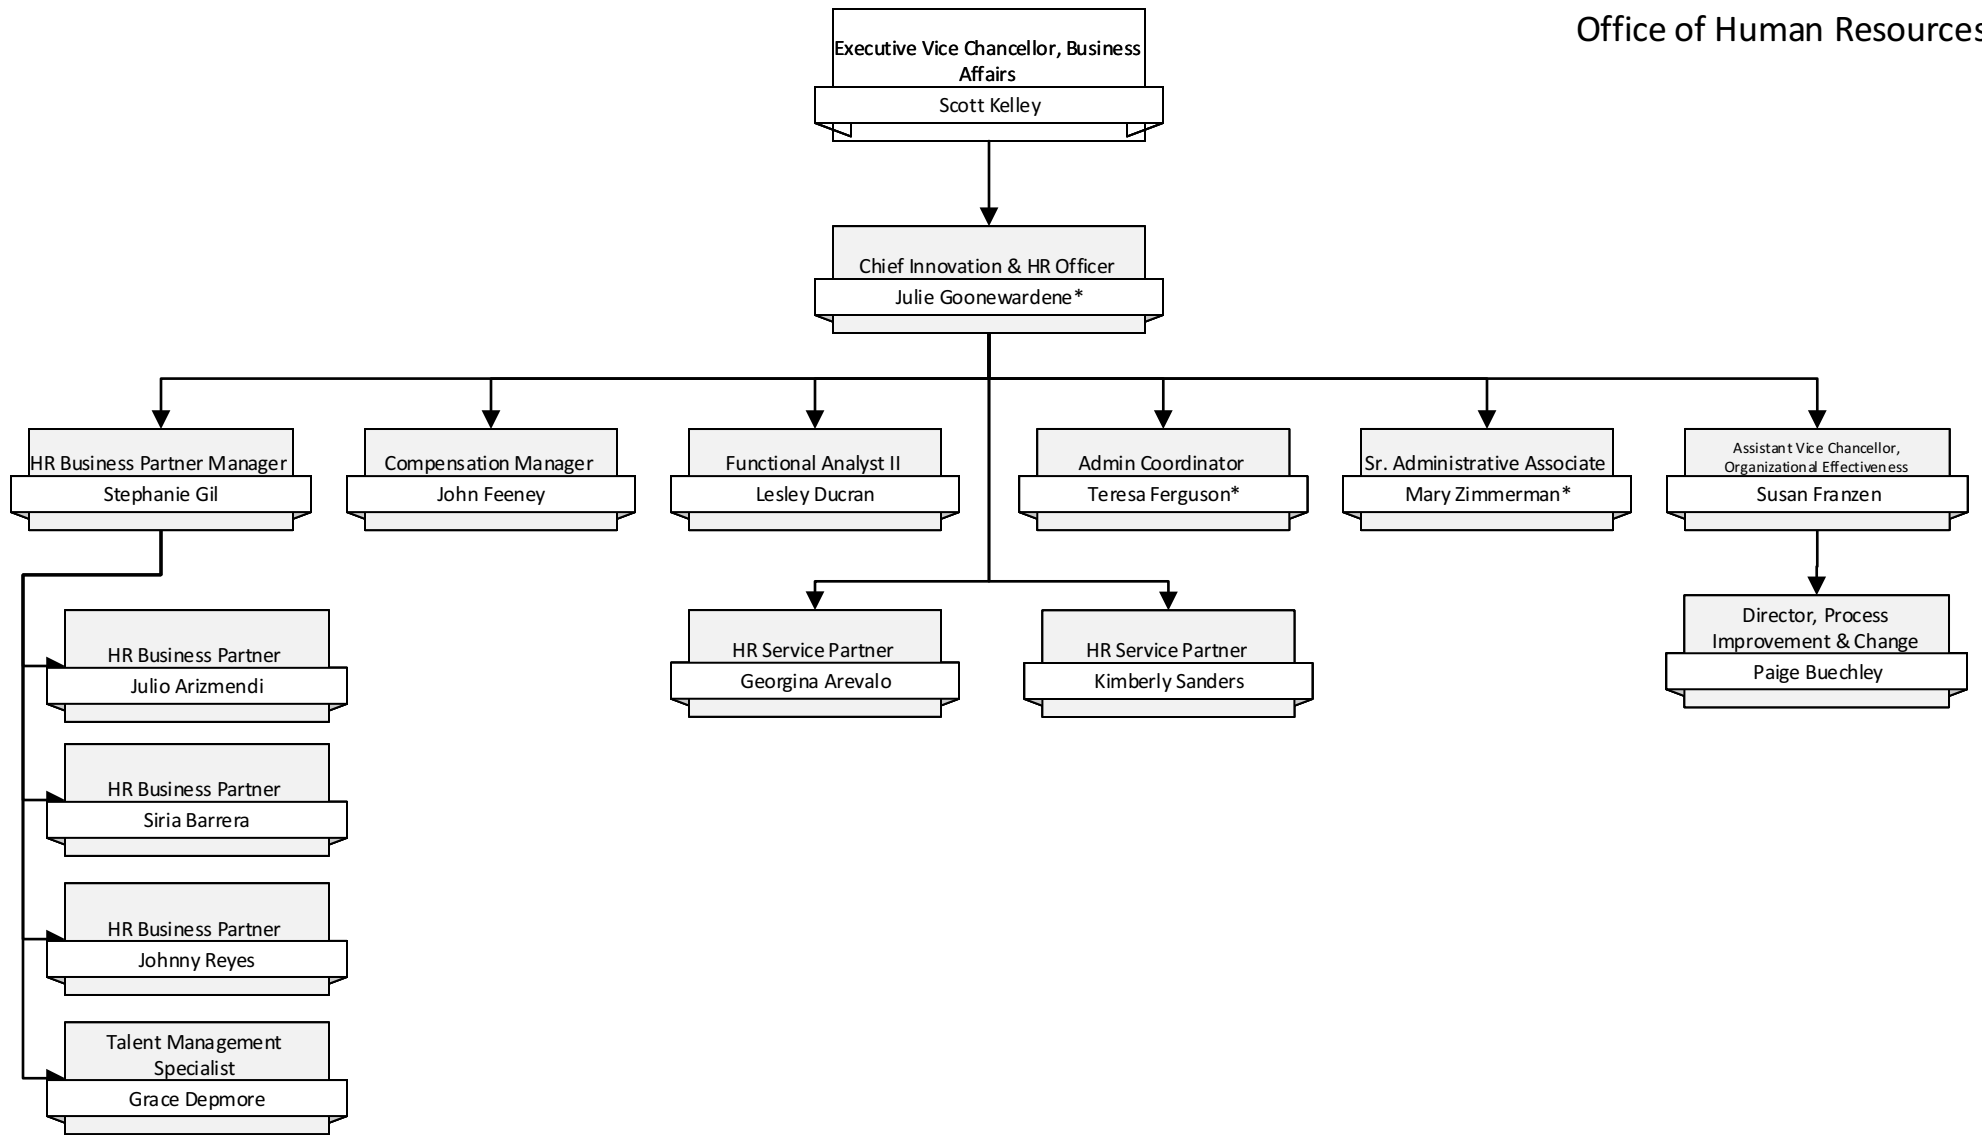 Office of Human Resources
Executive Vice Chancellor, Business
Affairs
Scott Kelley
Chief Innovation & HR Officer
Julie Goonewardene*
HR Business Partner Manager
Stephanie Gil
Compensation Manager
John Feeney
Functional Analyst II
Lesley Ducran
Admin Coordinator
Teresa Ferguson*
Sr. Administrative Associate
Mary Zimmerman*
Assistant Vice Chancellor,
Organizational Effectiveness
Susan Franzen
HR Business Partner
Julio Arizmendi
HR Service Partner
Georgina Arevalo
HR Service Partner
Kimberly Sanders
Director, Process
Improvement & Change
Paige Buechley
HR Business Partner
Siria Barrera
HR Business Partner
Johnny Reyes
Talent Management
Specialist
Grace Depmore